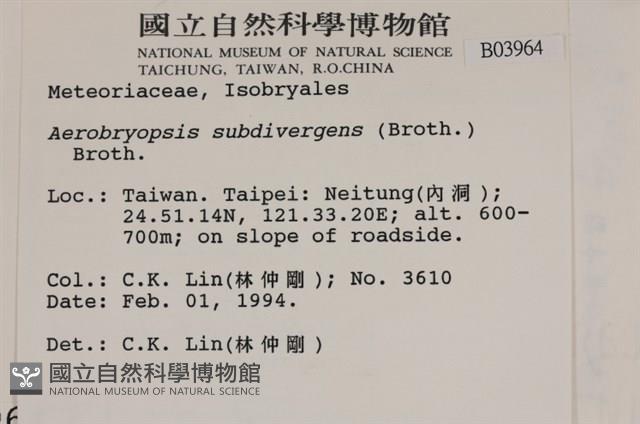 國立自然科學博物館
NATIONAL MUSEUM OF NATURAL SCIENCE
TAICHUNG, TAIWAN, R.O.CHINA
B03964
Meteoriaceae, Isobryales
Aerobryopsis subdivergens (Broth.)
Broth.
Loc.: Taiwan. Taipei: Neitung(內洞);
24.51.14N, 121.33.20E; alt. 600-
700m; on slope of roadside.
Col.: C.K. Lin(林仲剛); No. 3610
Date: Feb. 01, 1994.
Det.: C.K. Lin(林仲剛)
國立自然科學博物館
NATIONAL MUSEUM OF NATURAL SCIENCE